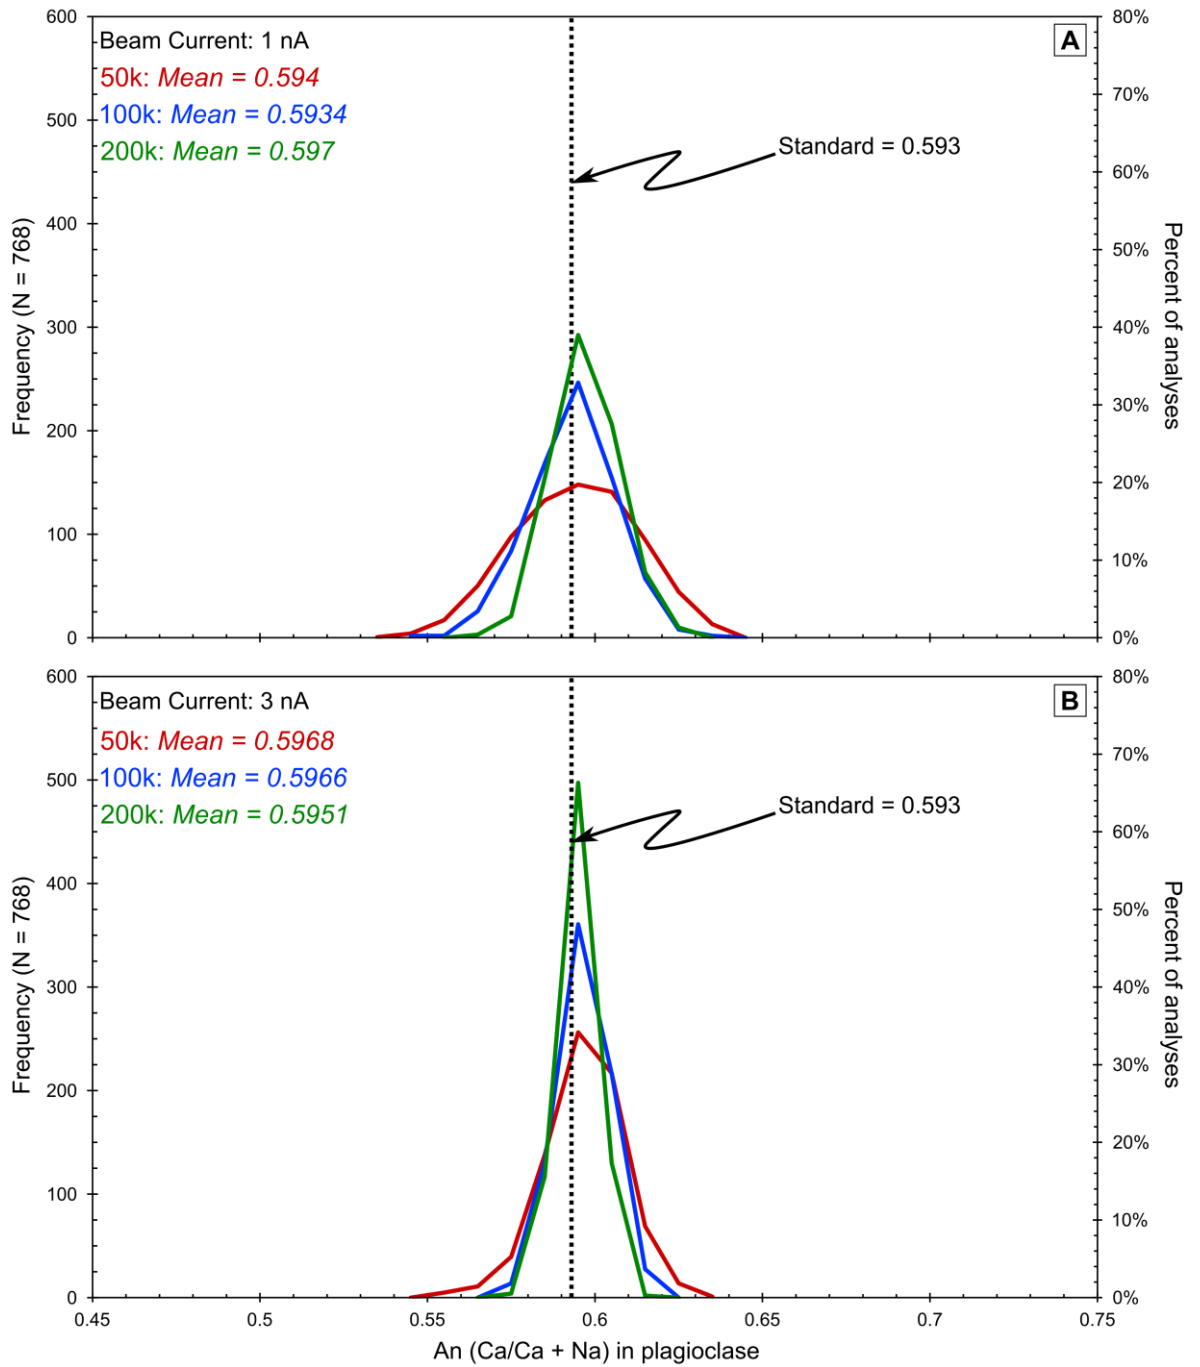 600
500
400
300
200
100
0
Frequency (N = 768)
Beam Current: 1 nA
50k: Mean = 0.594
100k: Mean = 0.5934
200k: Mean = 0.597
Standard = 0.593
A
80%
70%
60%
50%
40%
30%
20%
10%
0%
Percent of analyses
600
500
400
300
200
100
0
Frequency (N = 768)
Beam Current: 3 nA
50k: Mean = 0.5968
100k: Mean = 0.5966
200k: Mean = 0.5951
Standard = 0.593
B
80%
70%
60%
50%
40%
30%
20%
10%
0%
Percent of analyses
0.45 0.5 0.55 0.6 0.65 0.7 0.75
An (Ca/Ca + Na) in plagioclase